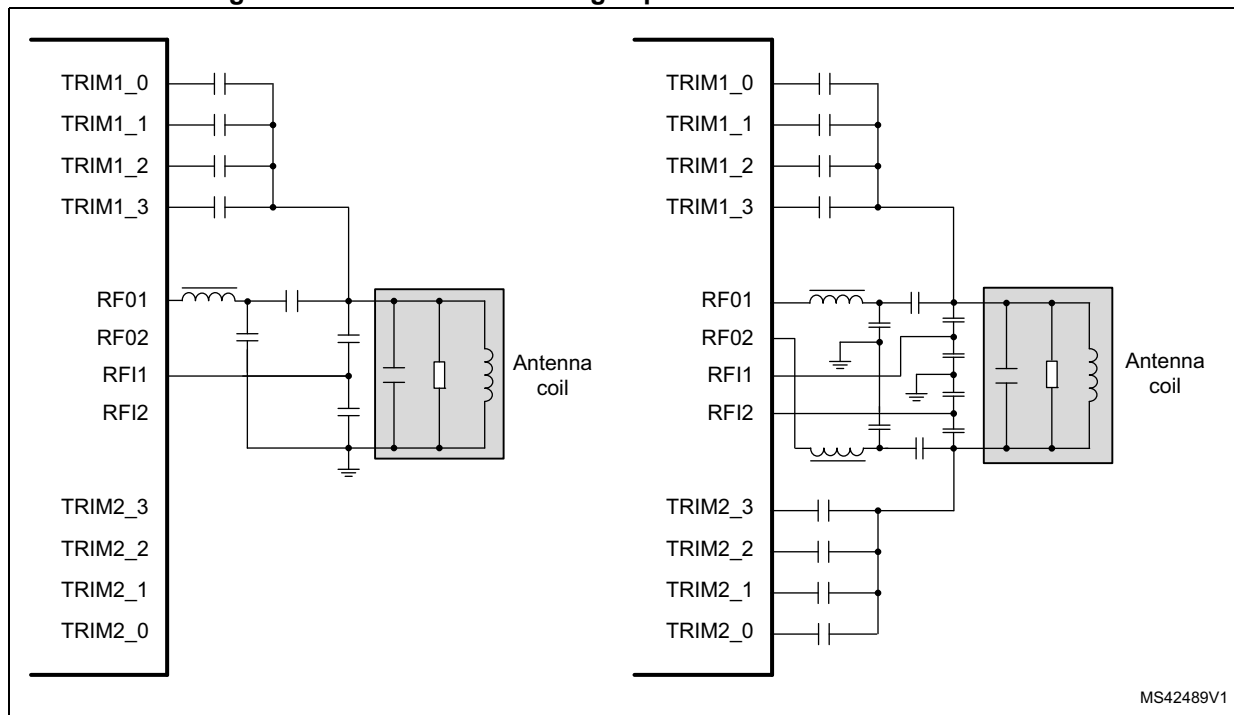 TRIM1_0
TRIM1_1
TRIM1_2
TRIM1_3
RF01
RF02
RFI1
RFI2
TRIM2_3
TRIM2_2
TRIM2_1
TRIM2_0
Antenna
coil
TRIM1_0
TRIM1_1
TRIM1_2
TRIM1_3
RF01
RF02
RFI1
RFI2
TRIM2_3
TRIM2_2
TRIM2_1
TRIM2_0
Antenna
coil
MS42489V1